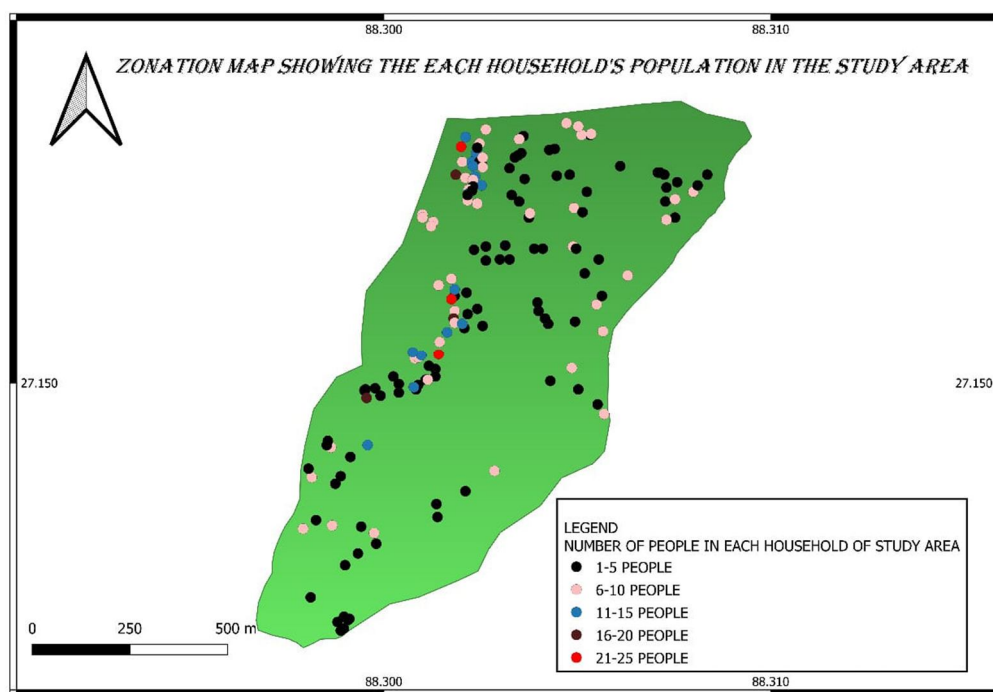 88.300 88.310
ZONATION MAP SHOWING THE EACH HOUSEHOLD'S POPULATION IN THE STUDY AREA
27.150 27.150
LEGEND
NUMBER OF PEOPLE IN EACH HOUSEHOLD OF STUDY AREA
1-5 PEOPLE
6-10 PEOPLE
11-15 PEOPLE
16-20 PEOPLE
21-25 PEOPLE
0 250 500 m
88.300 88.310